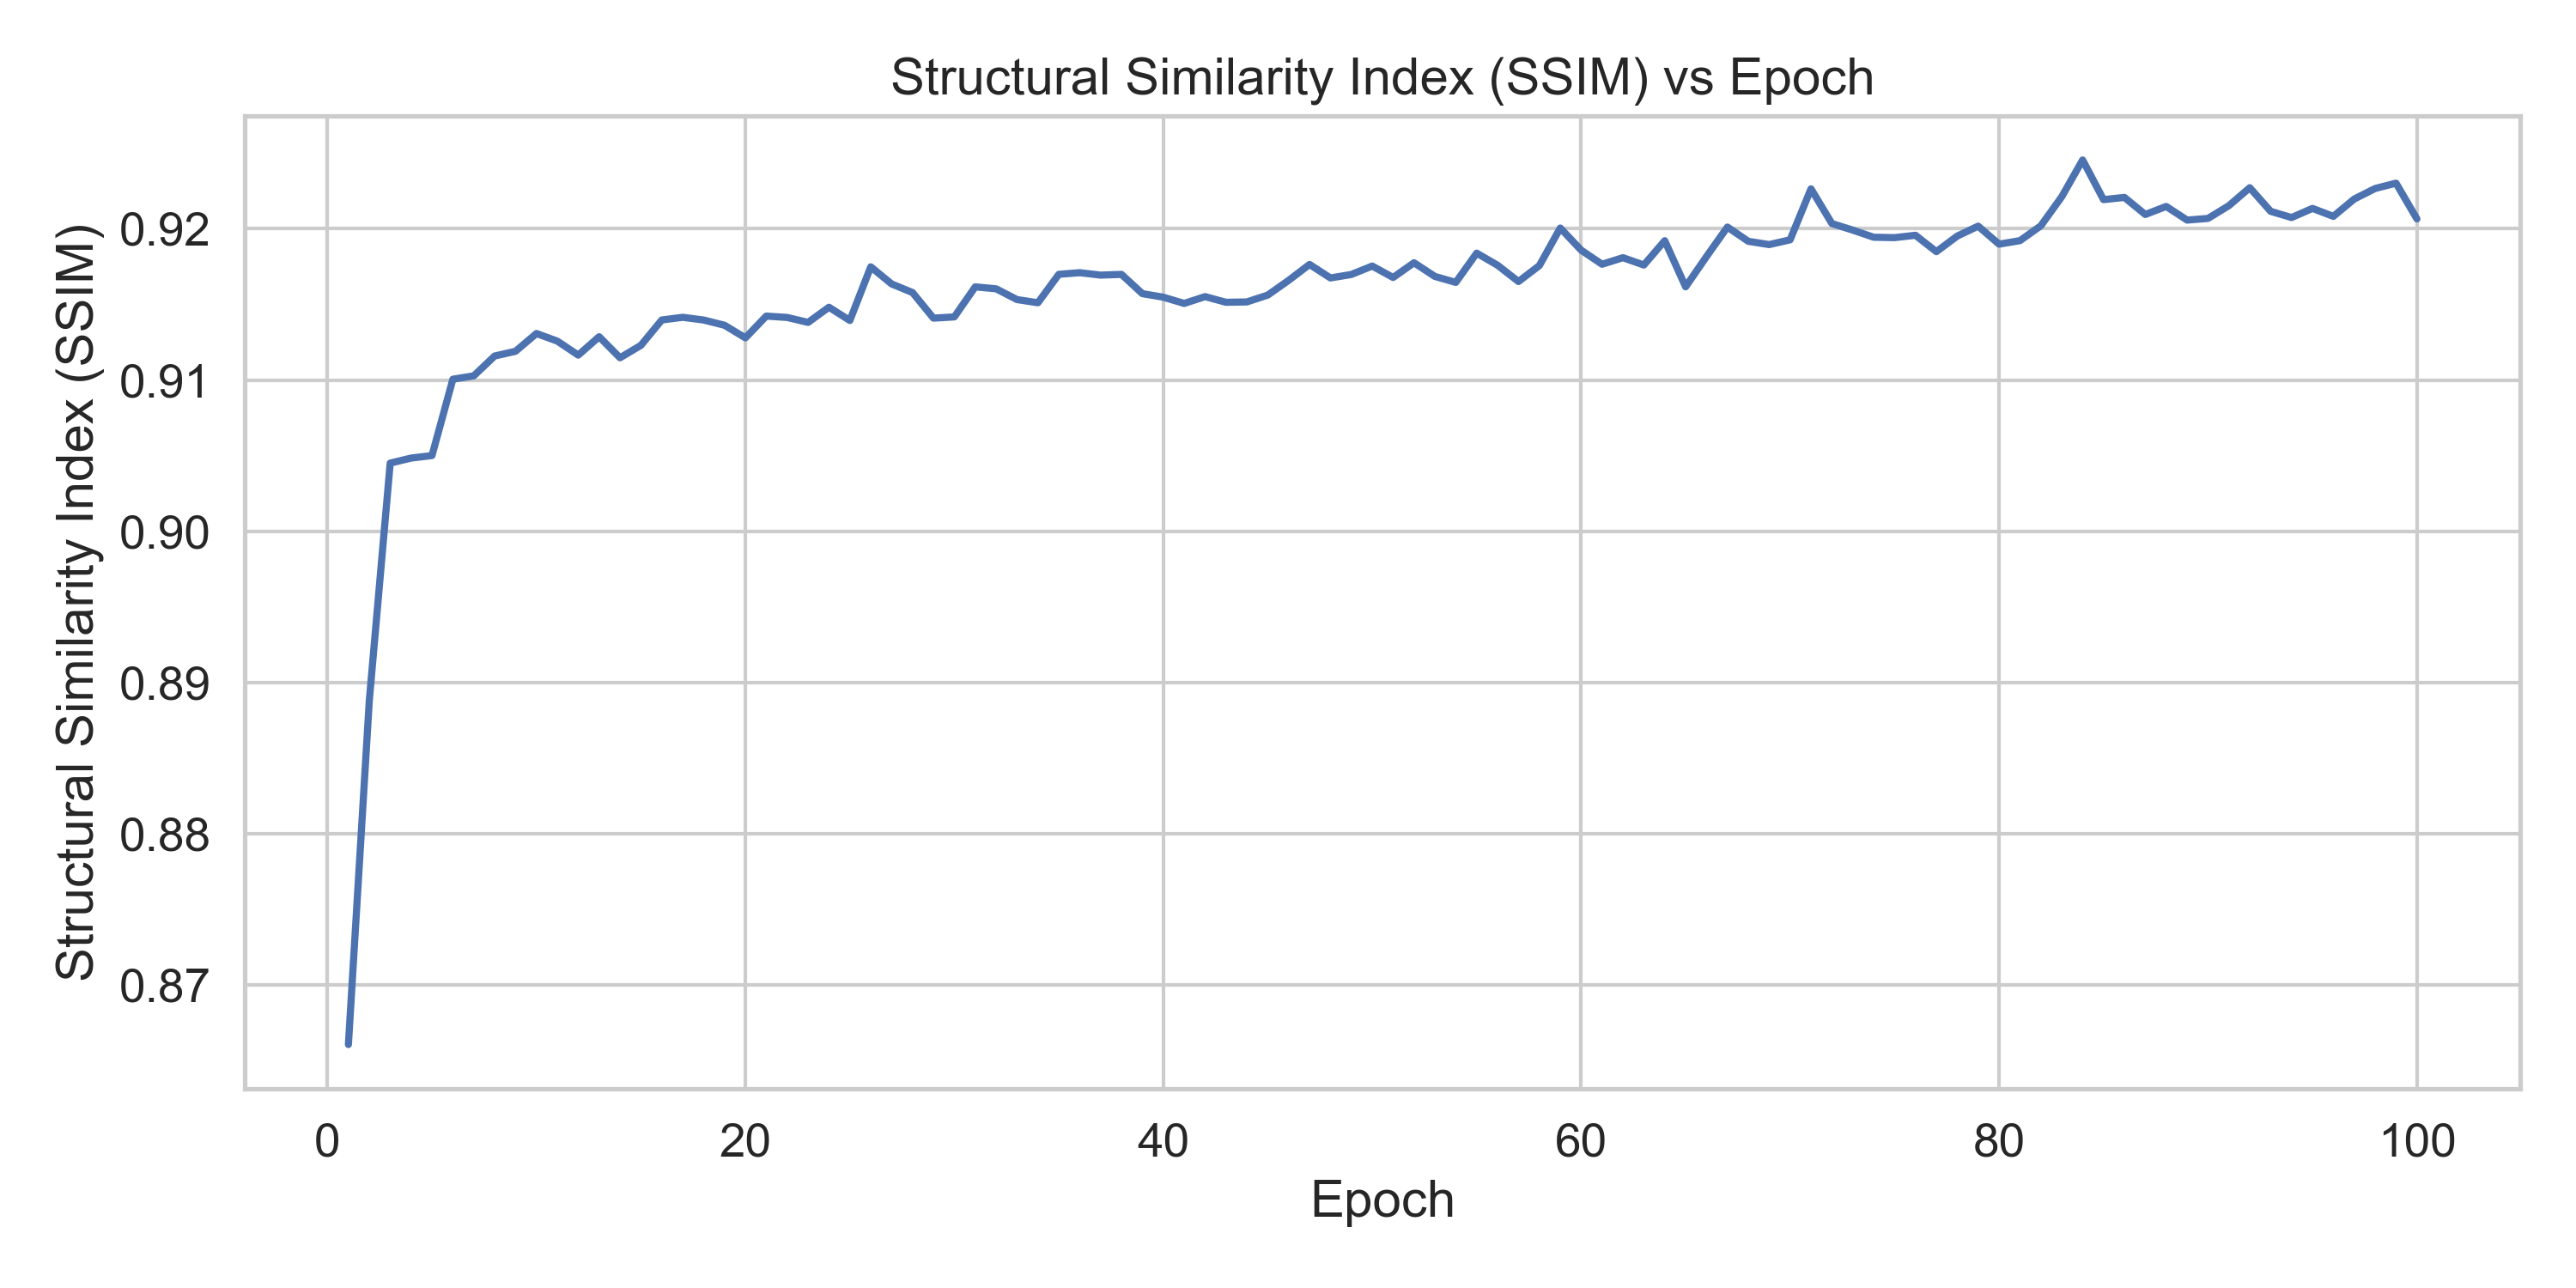 Structural Similarity Index (SSIM) vs Epoch
Structural Similarity Index (SSIM)
0.92
0.91
0.90
0.89
0.88
0.87
0 20 40 60 80 100
Epoch